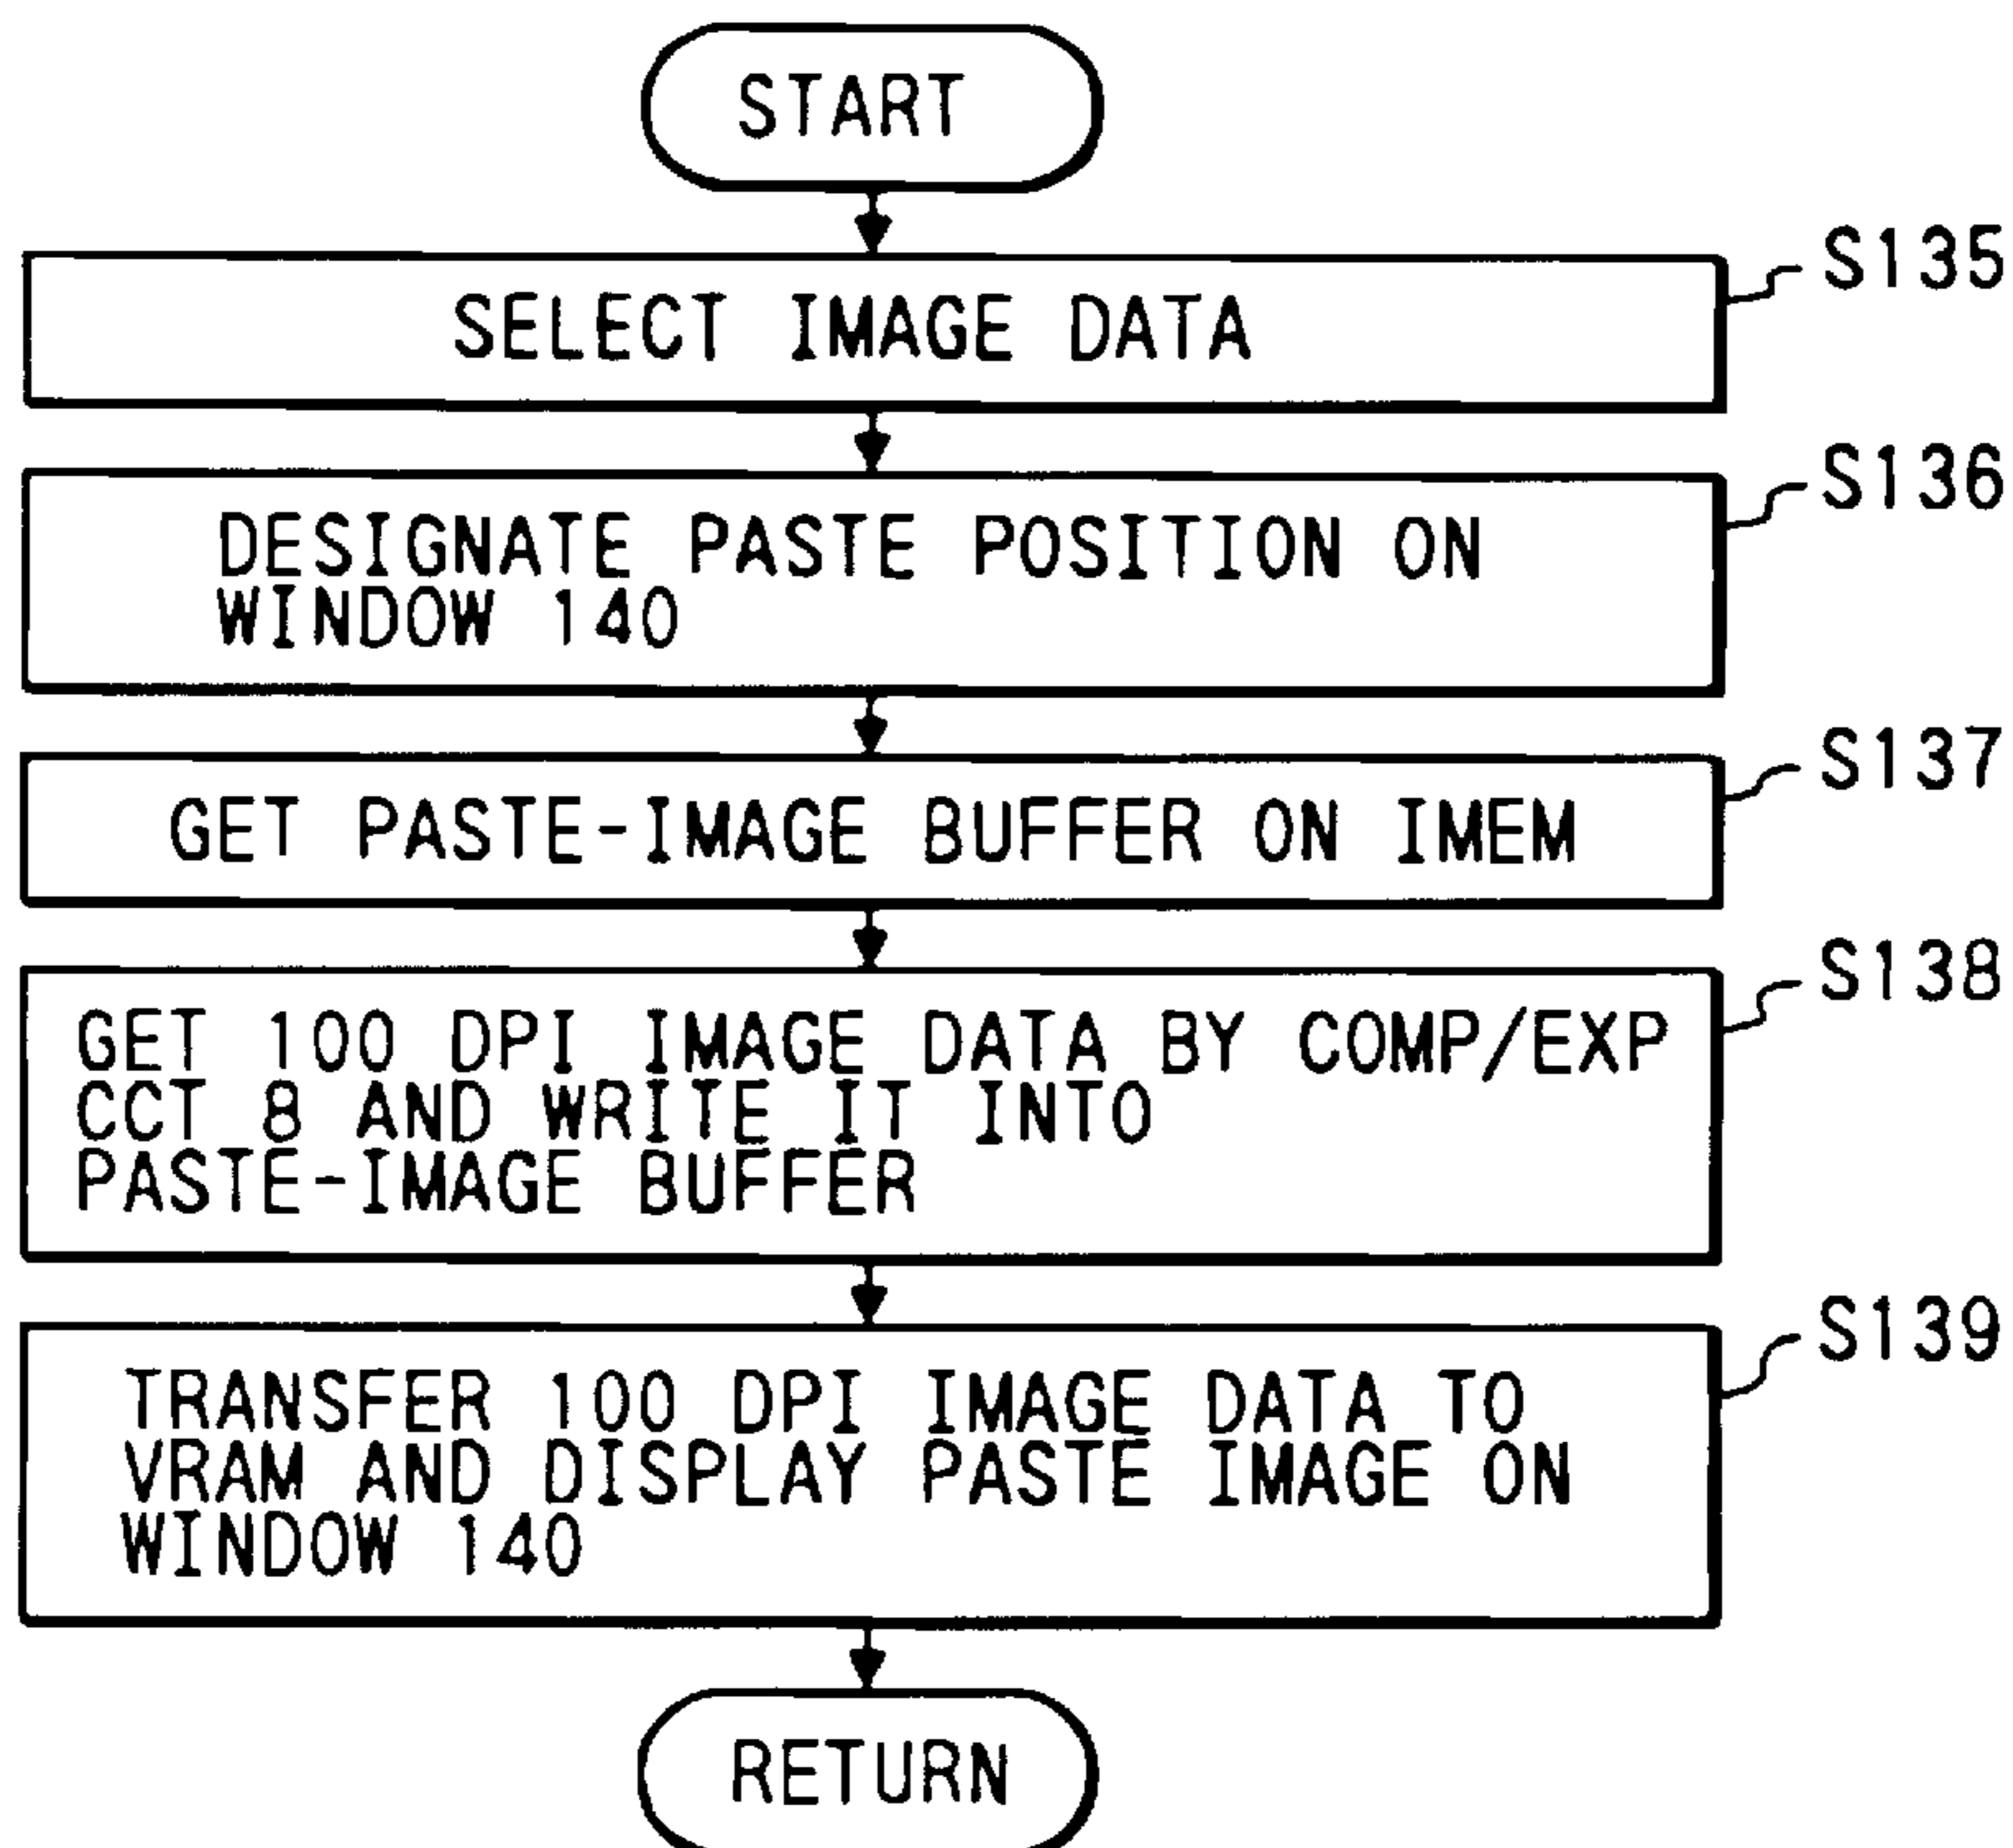 START
S135
SELECT IMAGE DATA
S136
DESIGNATE PASTE POSITION ON
WINDOW 140
S137
GET PASTE-IMAGE BUFFER ON IMEM
S138
GET 100 DPI IMAGE DATA BY COMP/EXP
CCT 8 AND WRITE IT INTO
PASTE-IMAGE BUFFER
S139
TRANSFER 100 DPI IMAGE DATA TO
VRAM AND DISPLAY PASTE IMAGE ON
WINDOW 140
RETURN